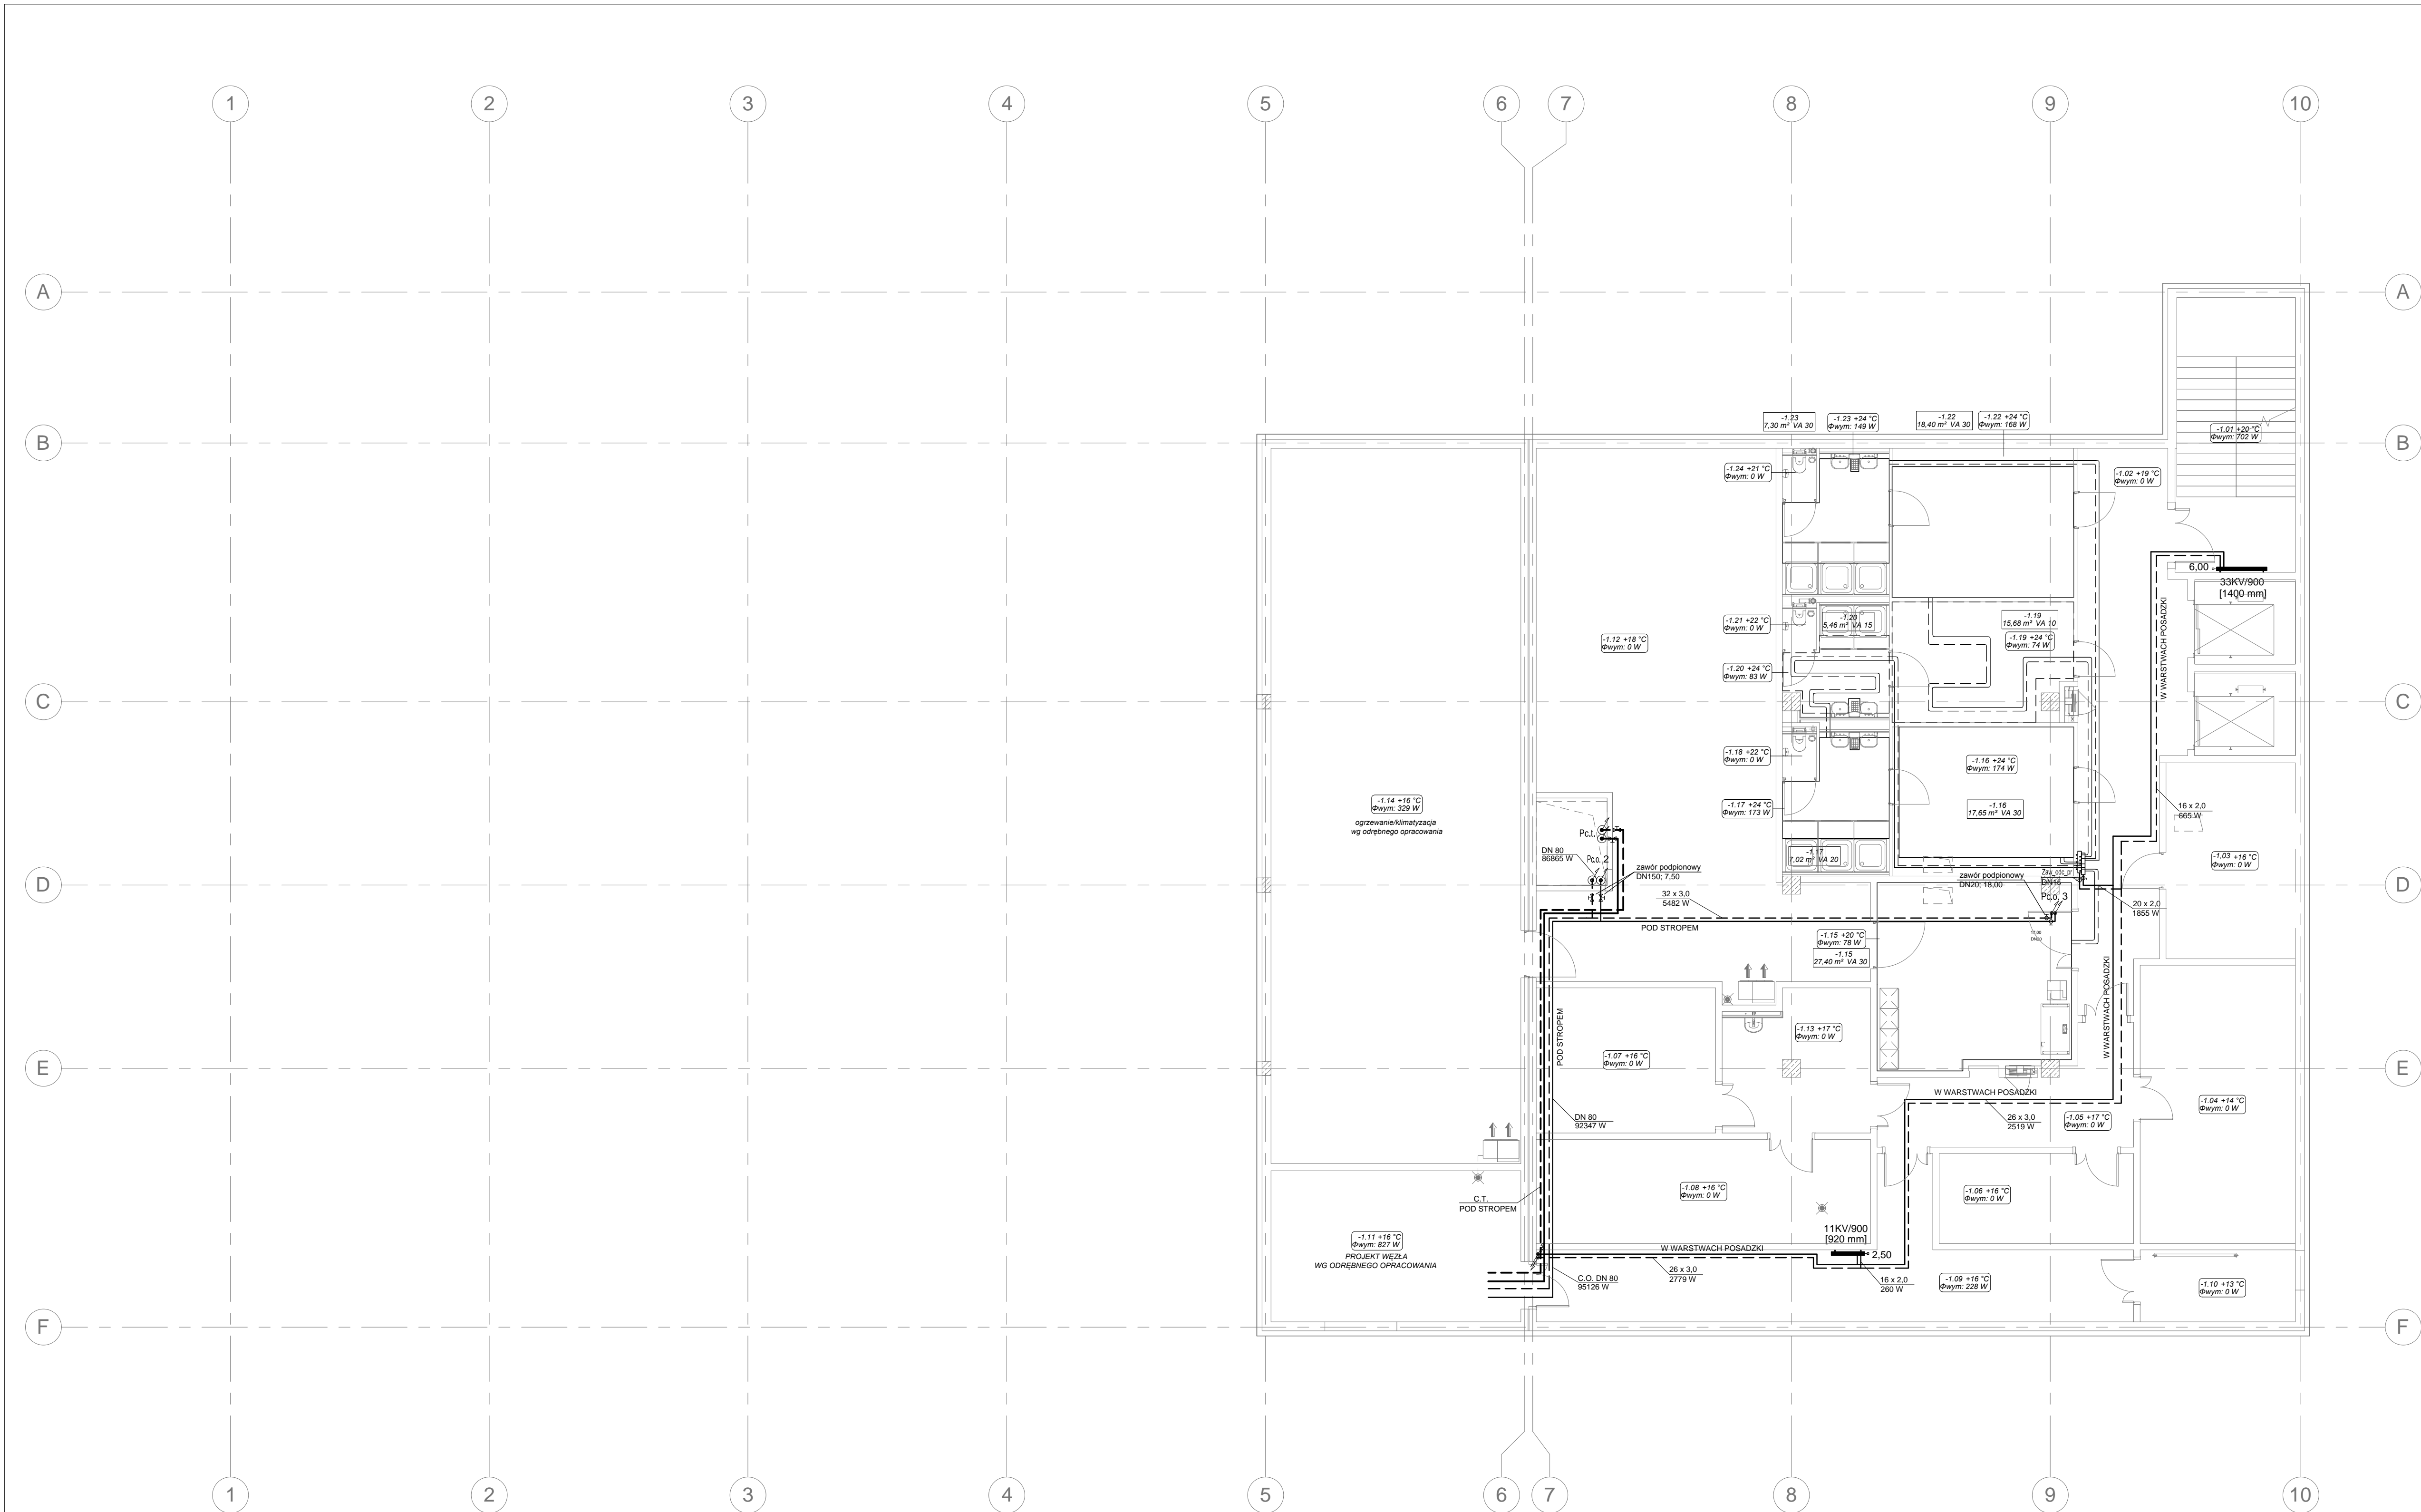 1
2
3
4
5
6
7
8
9
10
A
A
-1.23
7,30 m² VA 30
-1.23 +24 °C
Φwym: 149 W
-1.22
18,40 m² VA 30
-1.22 +24 °C
Φwym: 168 W
-1.01 +20 °C
Φwym: 702 W
B
B
-1.24 +21 °C
Φwym: 0 W
-1.02 +19 °C
Φwym: 0 W
6,00
33KV/900
[1400 mm]
W WARSTWACH POSADZKI
-1.21 +22 °C
Φwym: 0 W
-1.20
5,46 m² VA 15
-1.19
15,68 m² VA 10
-1.19 +24 °C
Φwym: 74 W
-1.12 +18 °C
Φwym: 0 W
-1.20 +24 °C
Φwym: 83 W
C
C
-1.18 +22 °C
Φwym: 0 W
-1.16 +24 °C
Φwym: 174 W
-1.14 +16 °C
Φwym: 329 W
ogrzewanie/klimatyzacja
wg odrębnego opracowania
-1.17 +24 °C
Φwym: 173 W
-1.16
17,65 m² VA 30
16 x 2,0
665 W
Pc.t.
DN 80
86865 W
Pc.o. 2
-1.17
7,02 m² VA 20
-1.03 +16 °C
Φwym: 0 W
zawór podpionowy
DN150; 7,50
zawór podpionowy
DN20; 18,00
Zaw_odc_pr
DN15
D
D
32 x 3,0
5482 W
Pc.o. 3
20 x 2,0
1855 W
POD STROPEM
-1.15 +20 °C
Φwym: 78 W
-1.15
27,40 m² VA 30
W WARSTWACH POSADZKI
POD STROPEM
-1.13 +17 °C
Φwym: 0 W
-1.07 +16 °C
Φwym: 0 W
E
E
W WARSTWACH POSADZKI
-1.04 +14 °C
Φwym: 0 W
DN 80
92347 W
26 x 3,0
2519 W
-1.05 +17 °C
Φwym: 0 W
C.T.
POD STROPEM
-1.08 +16 °C
Φwym: 0 W
-1.06 +16 °C
Φwym: 0 W
-1.11 +16 °C
Φwym: 827 W
PROJEKT WĘZŁA
WG ODRĘBNEGO OPRACOWANIA
11KV/900
[920 mm]
W WARSTWACH POSADZKI
2,50
C.O. DN 80
95126 W
26 x 3,0
2779 W
16 x 2,0
260 W
-1.09 +16 °C
Φwym: 228 W
-1.10 +13 °C
Φwym: 0 W
F
F
1
2
3
4
5
6
7
8
9
10